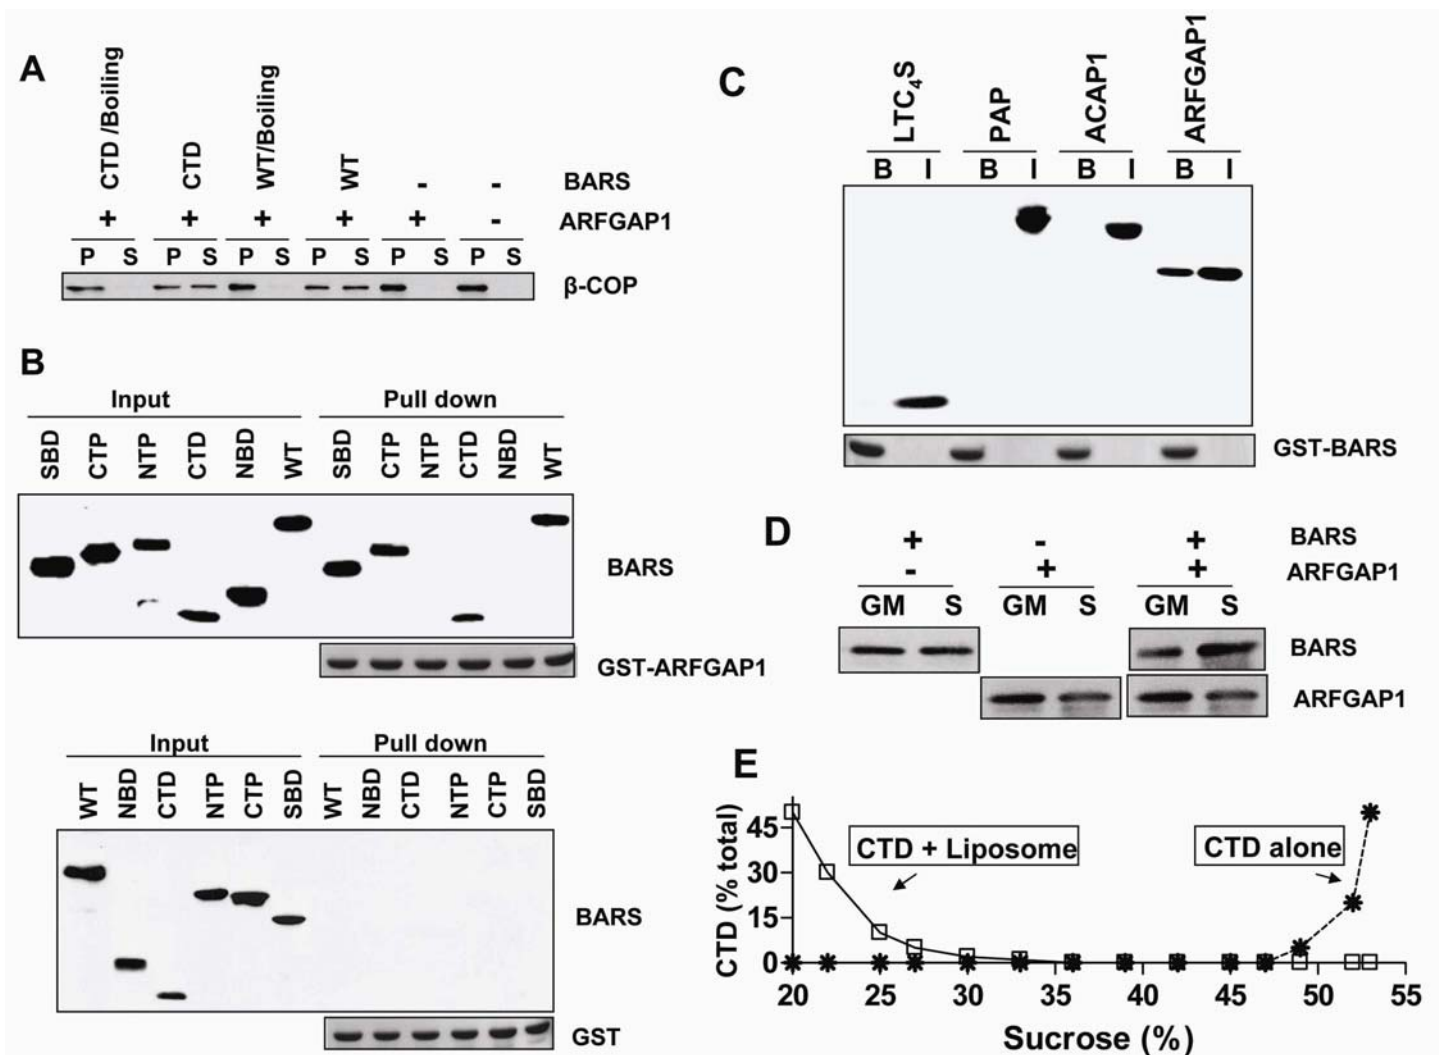 A
CTD /Boiling CTD WT/Boiling WT - - BARS
+ + + + + - ARFGAP1
P S P S P S P S P S P S
β-COP
B
Input Pull down
SBD CTP NTP CTD NBD WT SBD CTP NTP CTD NBD WT
BARS
GST-ARFGAP1
Input Pull down
WT NBD CTD NTP CTP SBD WT NBD CTD NTP CTP SBD
BARS
GST
C
LTC4S PAP ACAP1 ARFGAP1
B I B I B I B I
GST-BARS
D
+ - + BARS
- + + ARFGAP1
GM S GM S GM S
BARS
ARFGAP1
E
CTD (% total)
45
30
15
0
CTD + Liposome
CTD alone
20 25 30 35 40 45 50 55
Sucrose (%)